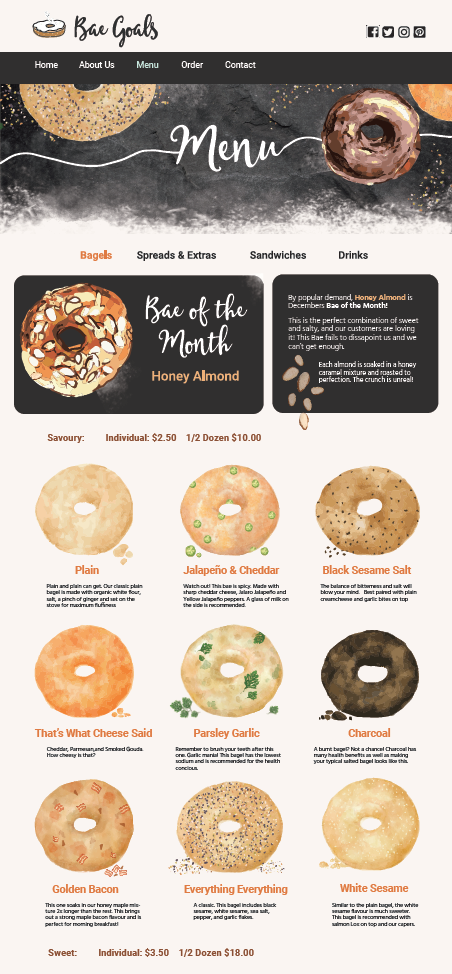 Bae Goals
Home About Us Menu Order Contact
Menu
Bagels Spreads & Extras Sandwiches Drinks
Bae of the
Month
Honey Almond
By popular demand, Honey Almond is
Decembers Bae of the Month!
This is the perfect combination of sweet
and salty, and our customers are loving
it! This Bae fails to dissapoint us and we
can't get enough.
Each almond is soaked in a honey
caramel mixture and roasted to
perfection. The crunch is unreal!
Savoury: Individual: $2.50 1/2 Dozen $10.00
Plain
Plain and plain can get. Our classic plain
bagel is made with organic white flour,
salt, a pinch of ginger and set on the
stove for maximum fluffiness
Jalapeño & Cheddar
Watch out! This bae is spicy. Made with
sharp cheddar cheese, Jalaro Jalapeño and
Yellow Jalapeño peppers. A glass of milk on
the side is recommended.
Black Sesame Salt
The balance of bitterness and salt will
blow your mind. Best paired with plain
creamcheese and garlic bites on top
That's What Cheese Said
Cheddar, Parmesan,and Smoked Gouda.
How cheesy is that?
Parsley Garlic
Remember to brush your teeth after this
one. Garlic mania! This bagel has the lowest
sodium and is recommended for the health
concious.
Charcoal
A burnt bagel? Not a chance! Charcoal has
many health benefits as well as making
your typical salted bagel looks like this.
Golden Bacon
This one soaks in our honey maple mix-
ture 2x longer than the rest. This brings
out a strong maple bacon flavour and is
perfect for morning breakfast!
Everything Everything
A classic. This bagel includes black
sesame, white sesame, sea salt,
pepper, and garlic flakes.
White Sesame
Similar to the plain bagel, the white
sesame flavour is much sweeter.
This bagel is recommended with
salmon Lox on top and our capers.
Sweet: Individual: $3.50 1/2 Dozen $18.00